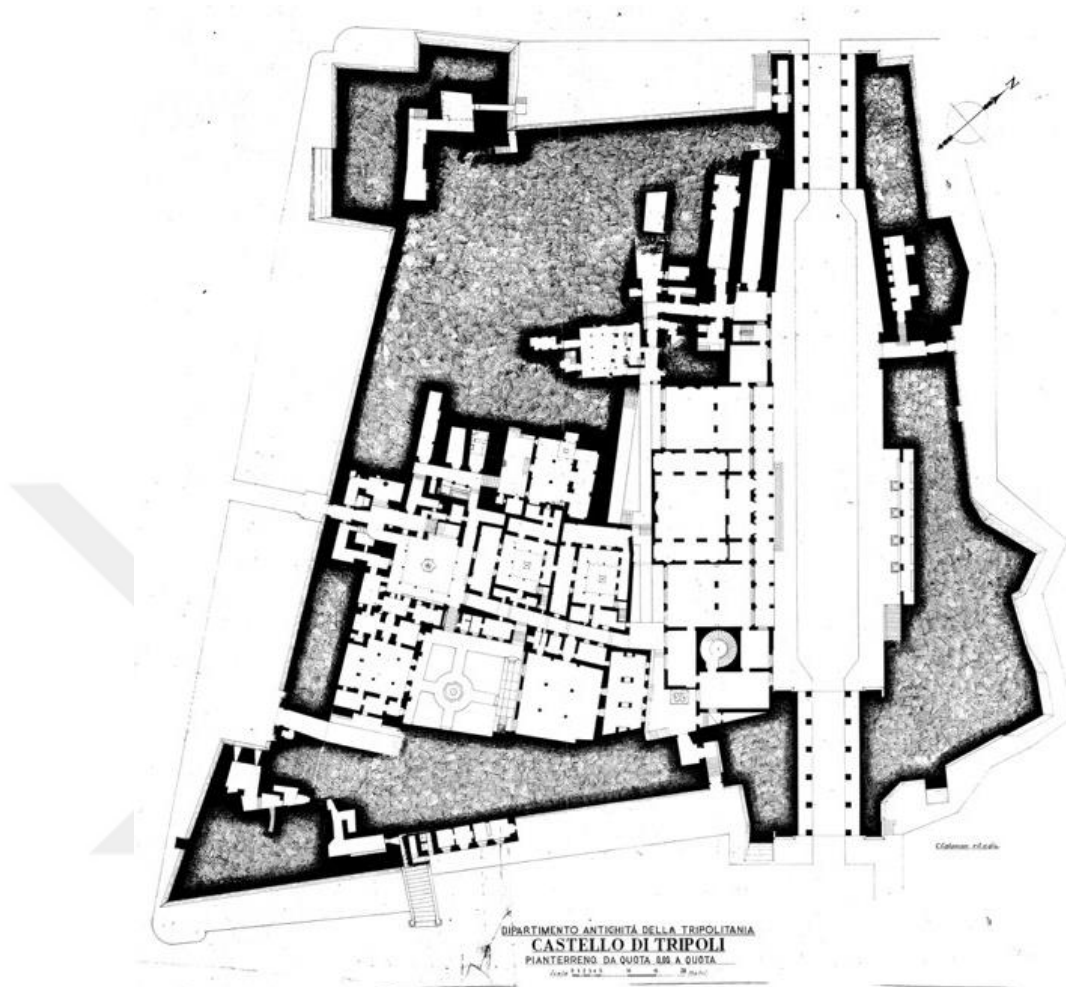 N
DIPARTIMENTO ANTICHITÀ DELLA TRIPOLITANIA
CASTELLO DI TRIPOLI
PIANTERRENO DA QUOTA 0,00 A QUOTA